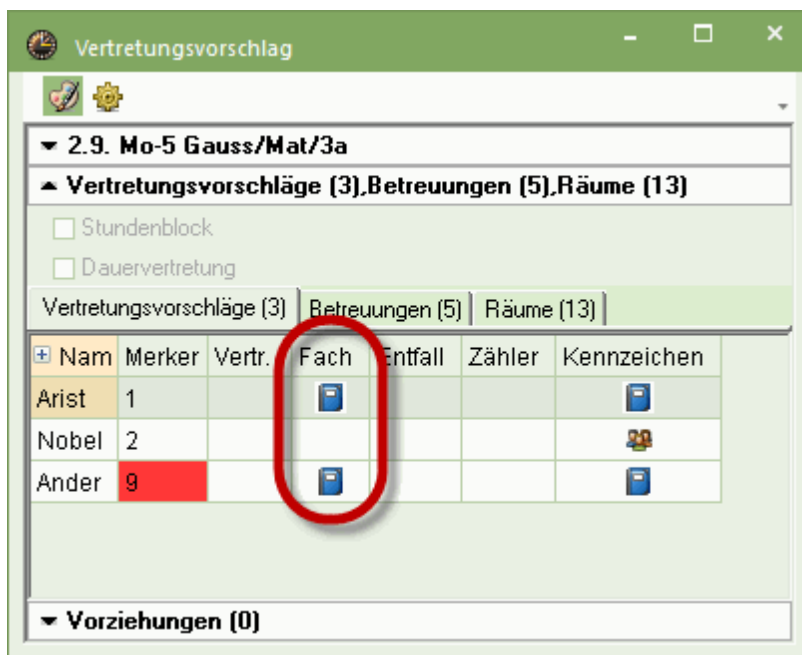 Vertretungsvorschlag
2.9. Mo-5 Gauss/Mat/3a
Vertretungsvorschläge (3),Betreuungen (5),Räume (13)
Stundenblock
Dauervertretung
Vertretungsvorschläge (3) Betreuungen (5) Räume (13)
Nam Merker Vertr. Fach Entfall Zähler Kennzeichen
Arist 1
Nobel 2
Ander 9
Vorziehungen (0)